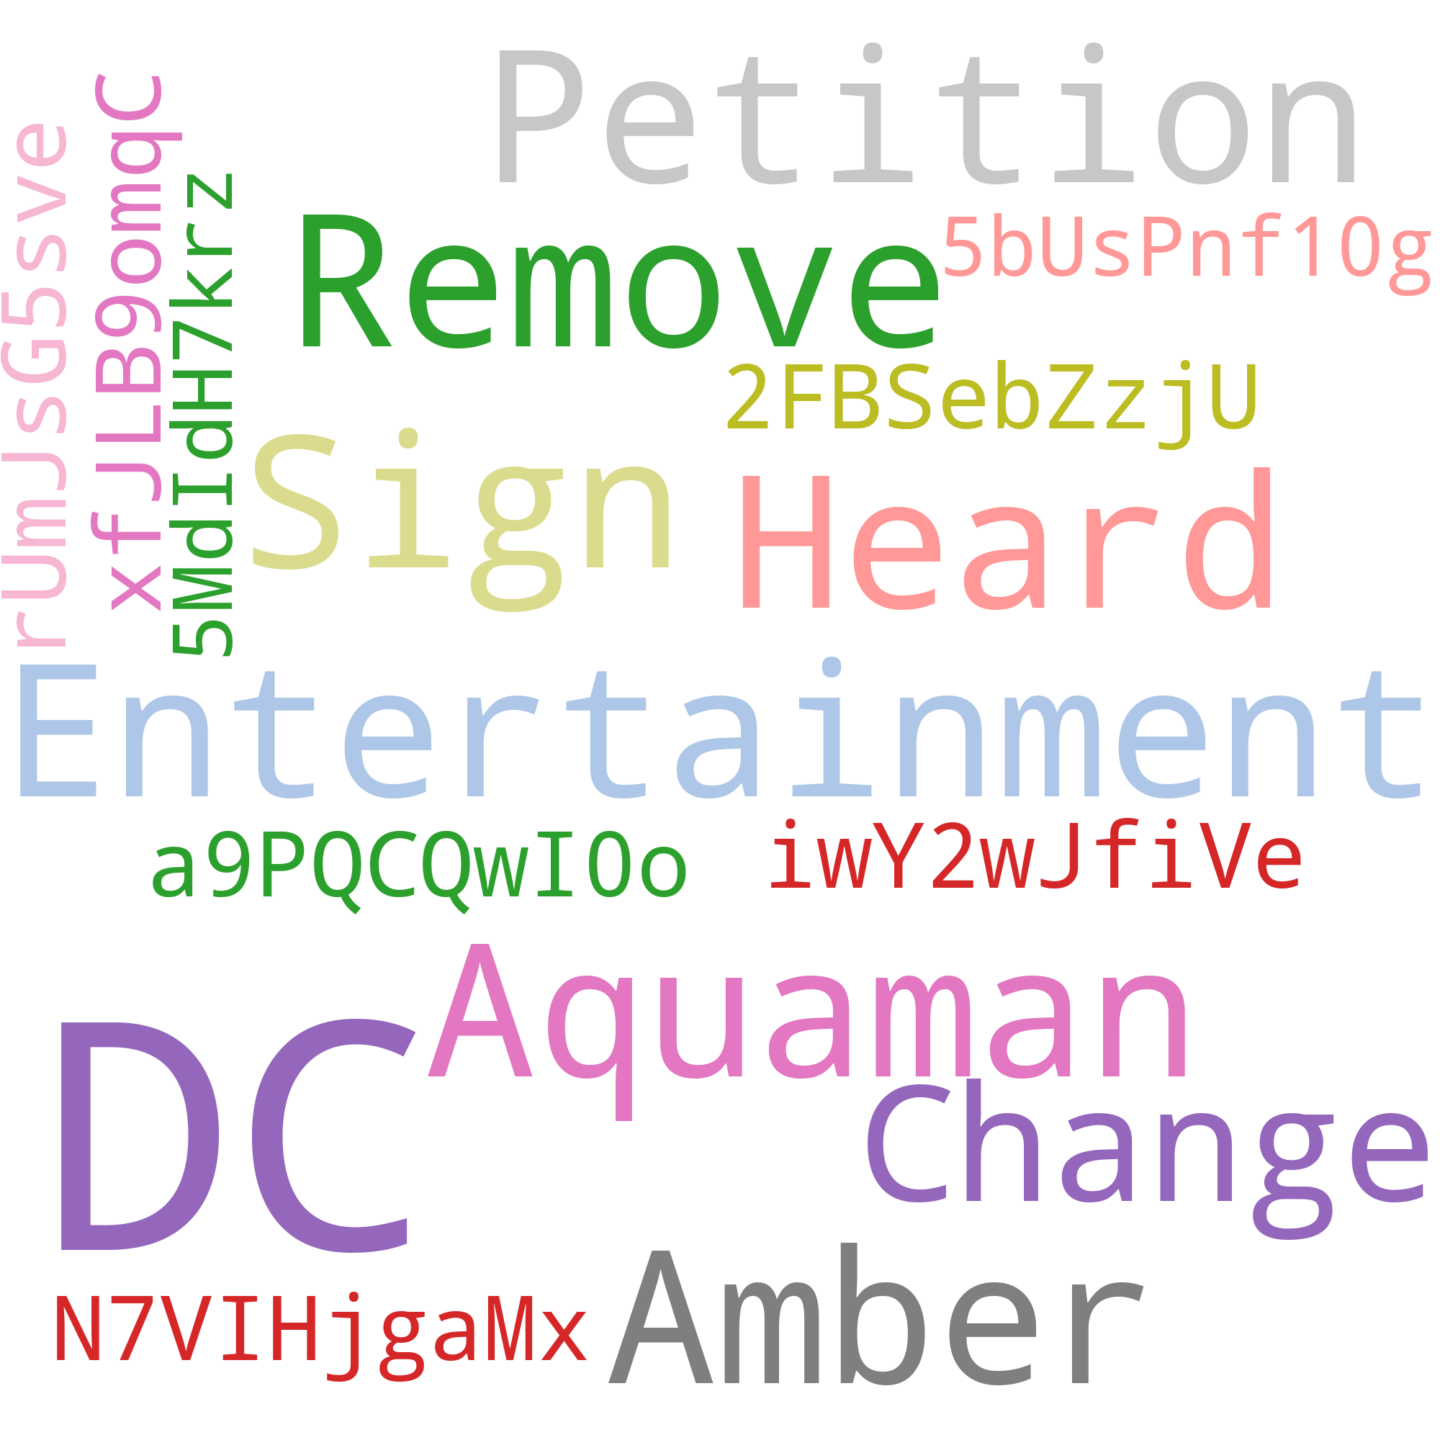 Petition
rUmJsG5sve
xfJLB9omqC
5MdIdH7krz
Remove
5bUsPnf10g
2FBSebZzjU
Sign
Heard
Entertainment
a9PQCQwI0o
iwY2wJfiVe
Aquaman
DC
Change
N7VIHjgaMx
Amber